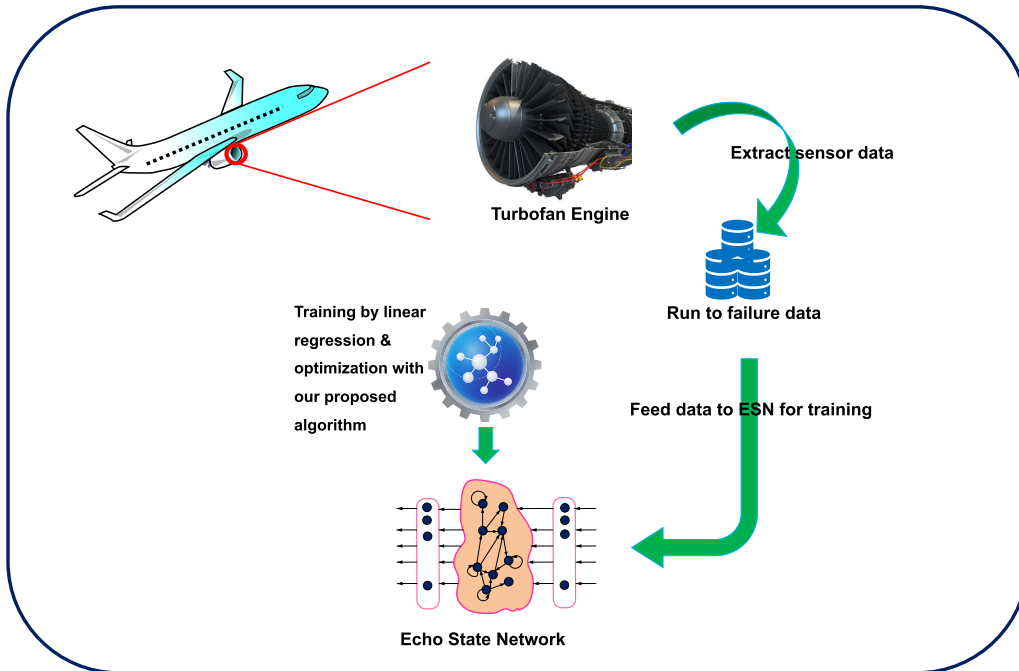 Extract sensor data
Turbofan Engine
Run to failure data
Training by linear
regression &
optimization with
our proposed
algorithm
Feed data to ESN for training
Echo State Network